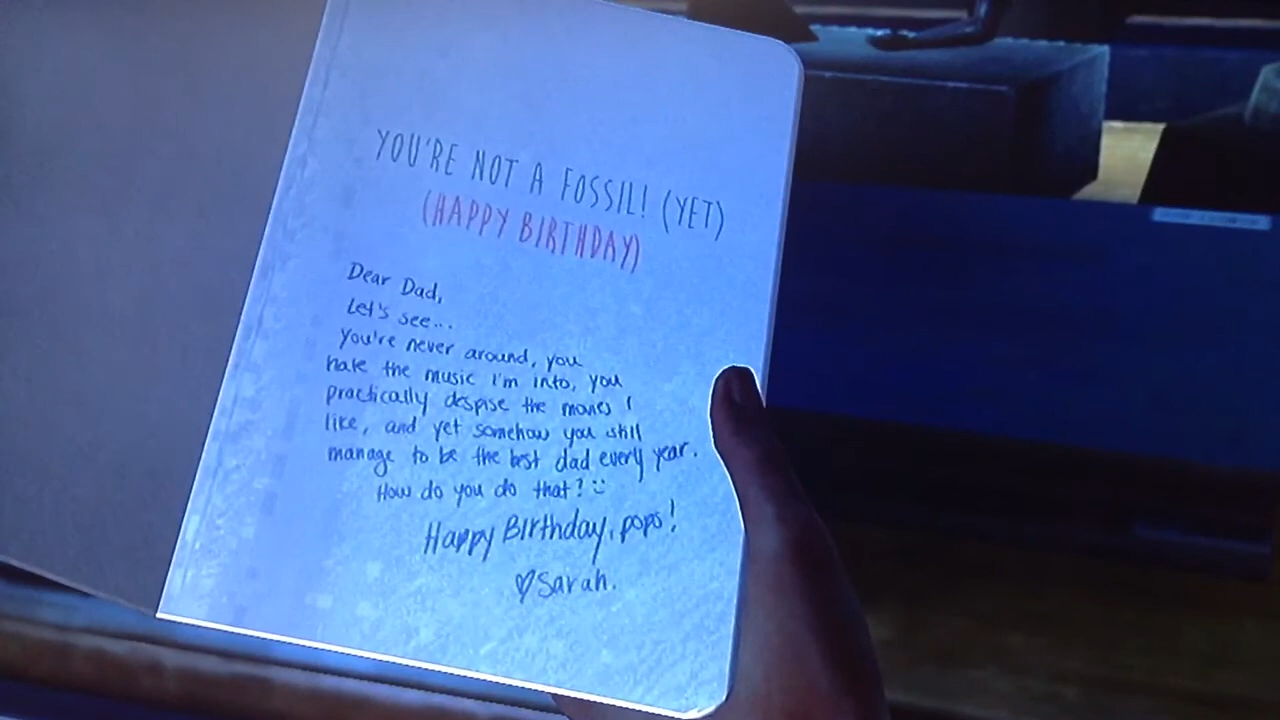 YOU'RE NOT A FOSSIL! (YET)
(HAPPY BIRTHDAY)
Dear Dad,
Let's see...
you're never around, you
hate the music I'm into, you
practically despise the movies I
like, and yet somehow you still
manage to be the best dad every year.
How do you do that? :)
Happy Birthday, pops!
♡Sarah.